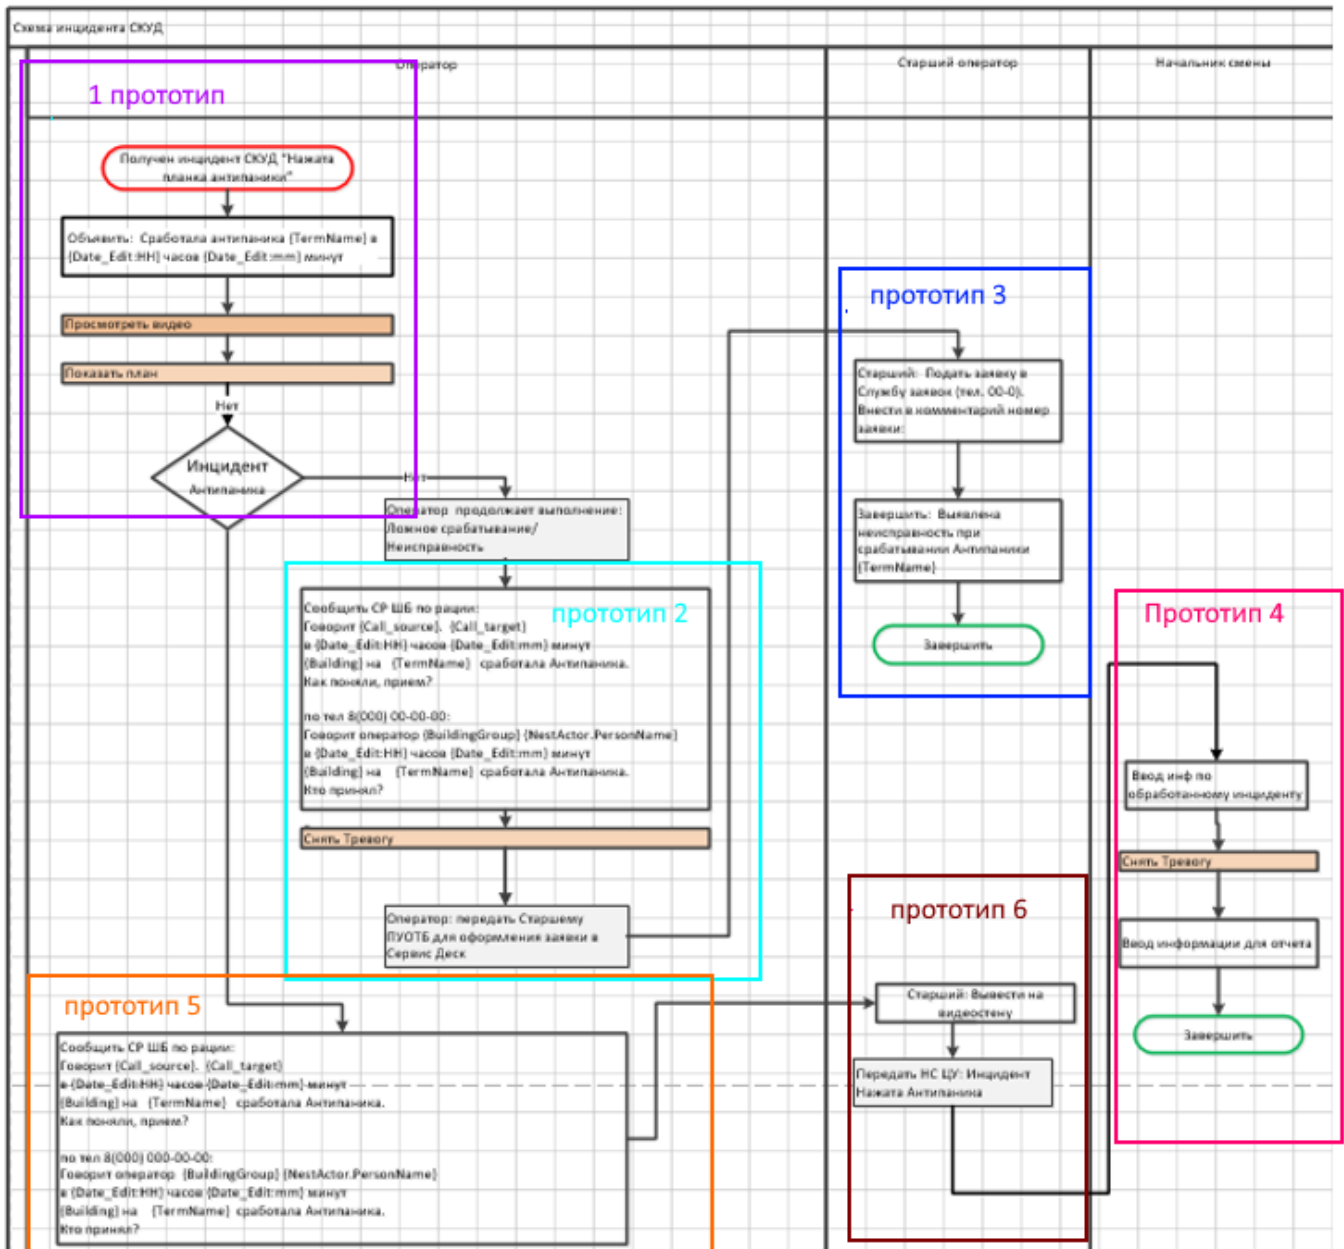 Схема инцидента СКУД
Оператор
Старший оператор
Начальник смены
1 прототип
Получен инцидент СКУД "Нажата
планка антипаники"
Объявить: Сработала антипаника {TermName} в
{Date_Edit:HH} часов {Date_Edit:mm} минут
Просмотреть видео
Показать план
Нет
Инцидент
Антипаника
Нет
Оператор продолжает выполнение:
Ложное срабатывание/
Неисправность
прототип 2
Сообщить СР ШБ по рации:
Говорит {Call_source}. {Call_target}
в {Date_Edit:HH} часов {Date_Edit:mm} минут
{Building} на {TermName} сработала Антипаника.
Как поняли, прием?
по тел 8(000) 00-00-00:
Говорит оператор {BuildingGroup} {NestActor.PersonName}
в {Date_Edit:HH} часов {Date_Edit:mm} минут
{Building} на {TermName} сработала Антипаника.
Кто принял?
Снять Тревогу
Оператор: передать Старшему
ПУОТБ для оформления заявки в
Сервис Деск
прототип 3
Старший: Подать заявку в
Службу заявок (тел. 00-0).
Внести в комментарий номер
заявки:
Завершить: Выявлена
неисправность при
срабатывании Антипаники
{TermName}
Завершить
Прототип 4
Ввод инф по
обработанному инциденту
Снять Тревогу
Ввод информации для отчета
Завершить
прототип 5
Сообщить СР ШБ по рации:
Говорит {Call_source}. {Call_target}
в {Date_Edit:HH} часов {Date_Edit:mm} минут
{Building} на {TermName} сработала Антипаника.
Как поняли, прием?
по тел 8(000) 000-00-00:
Говорит оператор {BuildingGroup} {NestActor.PersonName}
в {Date_Edit:HH} часов {Date_Edit:mm} минут
{Building} на {TermName} сработала Антипаника.
Кто принял?
прототип 6
Старший: Вывести на
видеостену
Передать НС ЦУ: Инцидент
Нажата Антипаника